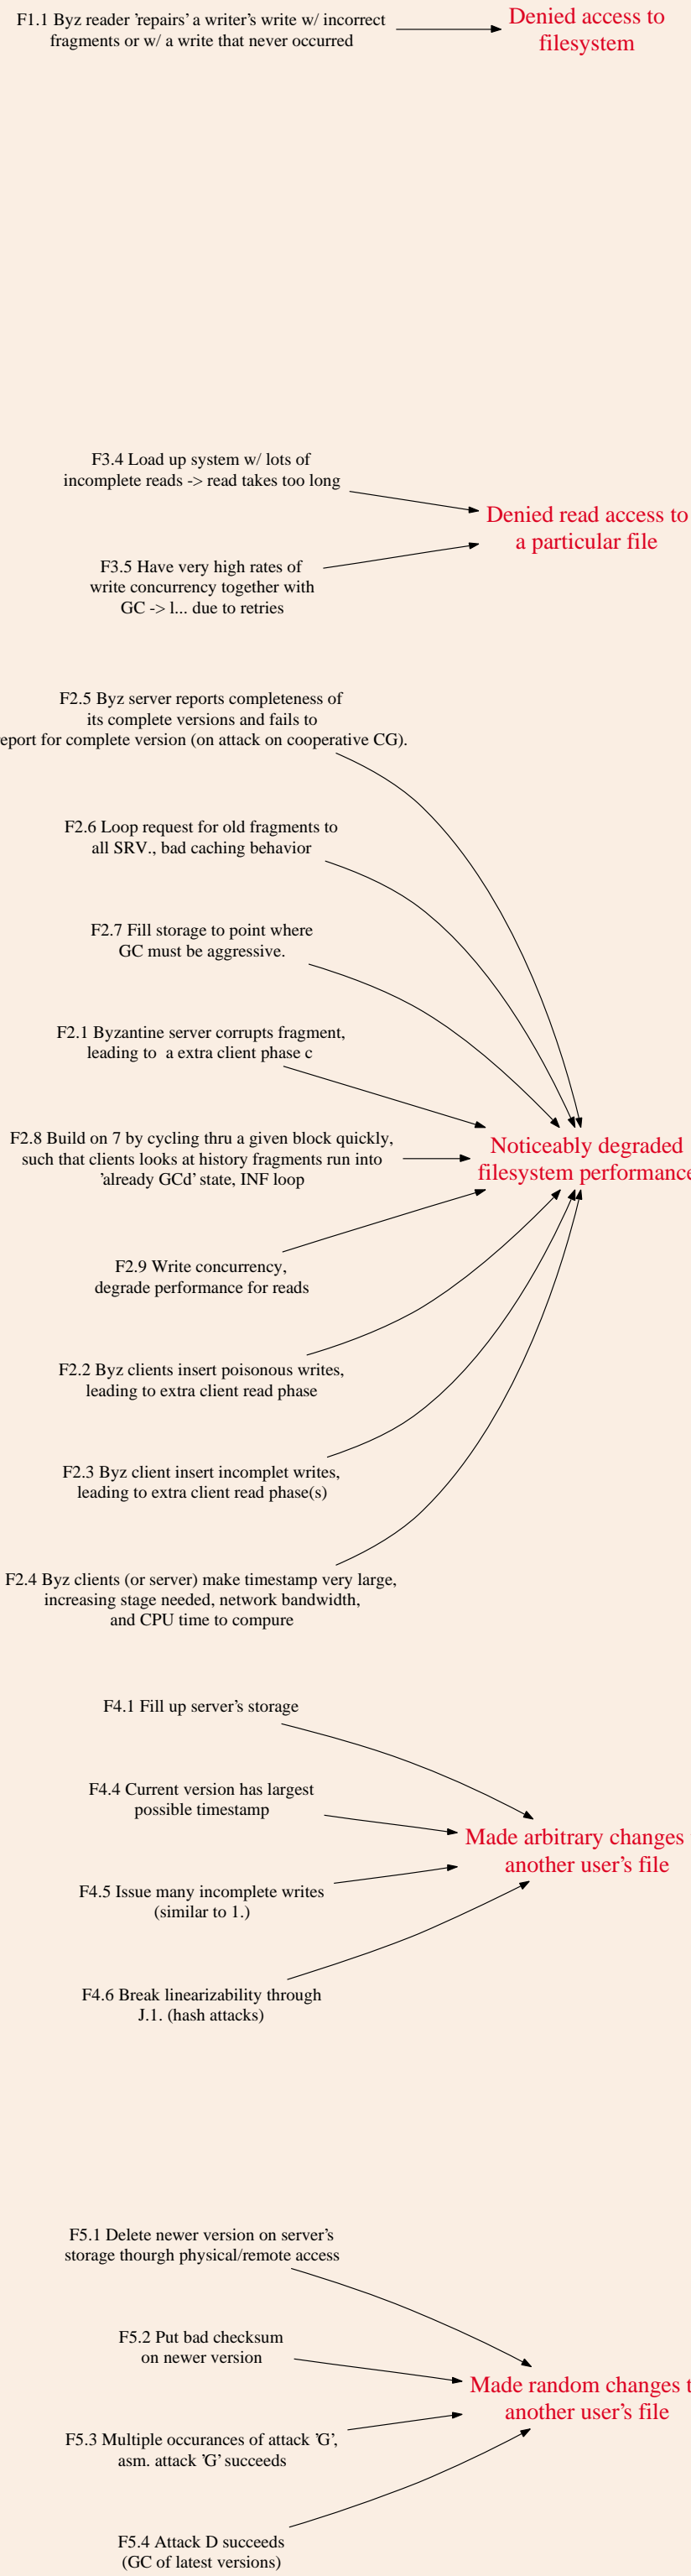 F1.1 Byz reader 'repairs' a writer's write w/ incorrect
fragments or w/ a write that never occurred
Denied access to
filesystem
F3.4 Load up system w/ lots of
incomplete reads -> read takes too long
Denied read access to
a particular file
F3.5 Have very high rates of
write concurrency together with
GC -> l... due to retries
F2.5 Byz server reports completeness of
its complete versions and fails to
eport for complete version (on attack on cooperative CG).
F2.6 Loop request for old fragments to
all SRV., bad caching behavior
F2.7 Fill storage to point where
GC must be aggressive.
F2.1 Byzantine server corrupts fragment,
leading to a extra client phase c
F2.8 Build on 7 by cycling thru a given block quickly,
such that clients looks at history fragments run into
'already GCd' state, INF loop
Noticeably degraded
filesystem performance
F2.9 Write concurrency,
degrade performance for reads
F2.2 Byz clients insert poisonous writes,
leading to extra client read phase
F2.3 Byz client insert incomplet writes,
leading to extra client read phase(s)
F2.4 Byz clients (or server) make timestamp very large,
increasing stage needed, network bandwidth,
and CPU time to compure
F4.1 Fill up server's storage
F4.4 Current version has largest
possible timestamp
Made arbitrary changes
another user's file
F4.5 Issue many incomplete writes
(similar to 1.)
F4.6 Break linearizability through
J.1. (hash attacks)
F5.1 Delete newer version on server's
storage thourgh physical/remote access
F5.2 Put bad checksum
on newer version
Made random changes t
another user's file
F5.3 Multiple occurances of attack 'G',
asm. attack 'G' succeeds
F5.4 Attack D succeeds
(GC of latest versions)